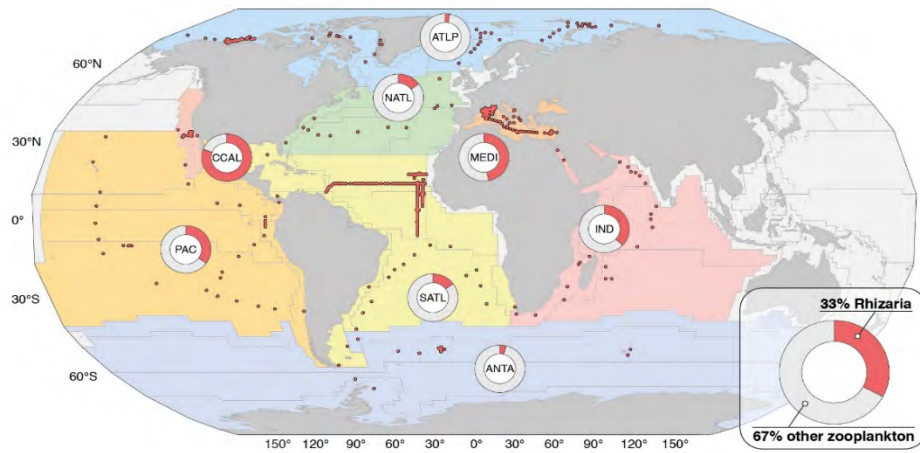 ATLP
60°N
NATL
30°N
CCAL
MEDI
0°
PAC
IND
30°S
SATL
33% Rhizaria
60°S
ANTA
67% other zooplankton
150° 120° 90° 60° 30° 0° 30° 60° 90° 120° 150°